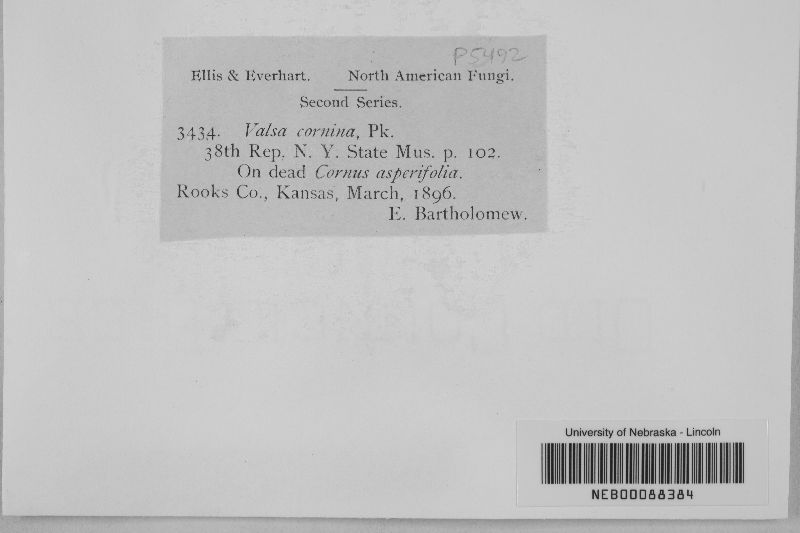 P5492
Ellis & Everhart. North American Fungi.
Second Series.
3434. Valsa cornina, Pk.
38th Rep. N. Y. State Mus. p. 102.
On dead Cornus asperifolia.
Rooks Co., Kansas, March, 1896.
E. Bartholomew.
University of Nebraska - Lincoln
NEB00088384